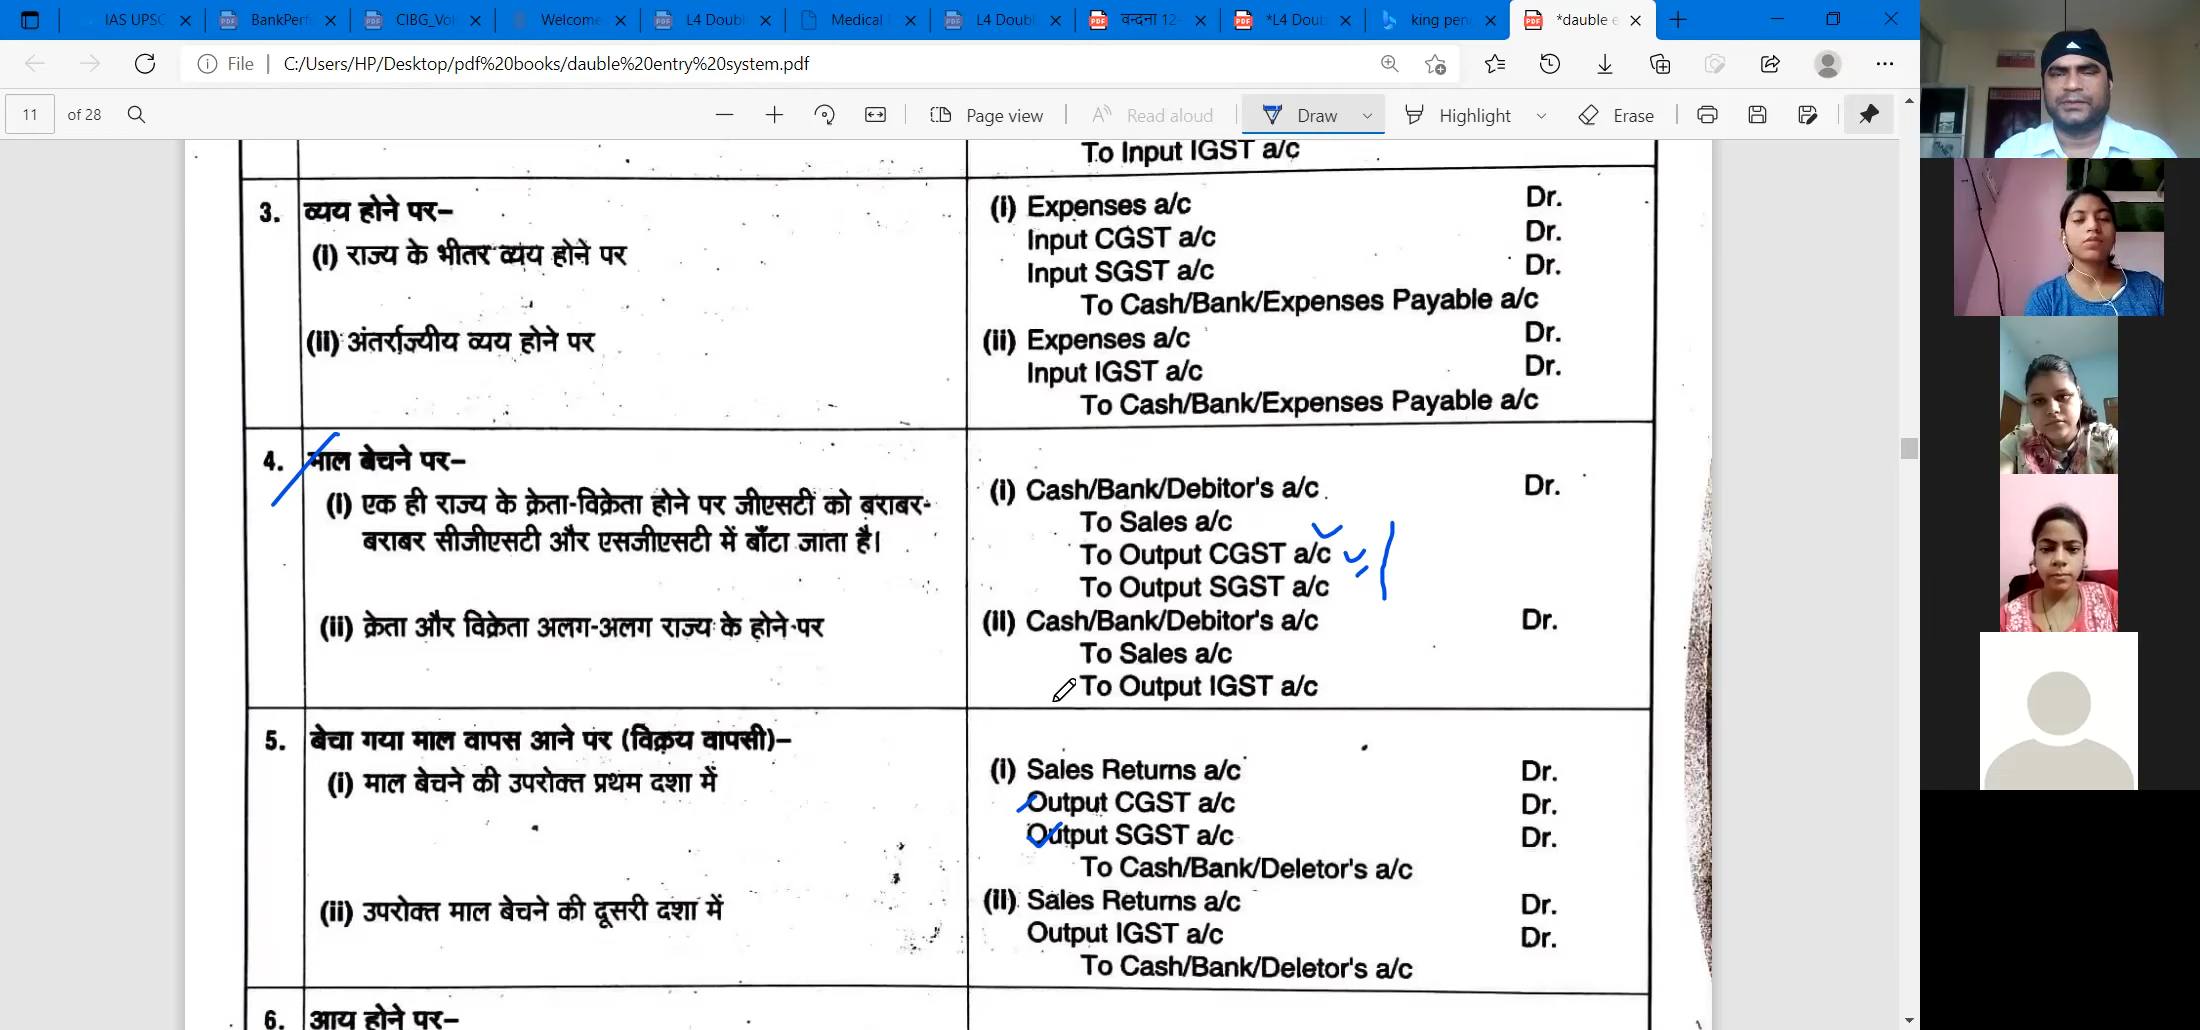 IAS UPSC
BankPerf
CIBG_Vol
Welcome
L4 Doubl
Medical
L4 Doubl
वन्दना 12-
*L4 Doub
king pen
*dauble e
File
C:/Users/HP/Desktop/pdf%20books/dauble%20entry%20system.pdf
11 of 28
Page view
Read aloud
Draw
Highlight
Erase
To Input IGST a/c
3. व्यय होने पर–
(i) राज्य के भीतर व्यय होने पर
(ii) अंतर्राज्यीय व्यय होने पर
(i) Expenses a/c Dr.
Input CGST a/c Dr.
Input SGST a/c Dr.
To Cash/Bank/Expenses Payable a/c
(ii) Expenses a/c Dr.
Input IGST a/c Dr.
To Cash/Bank/Expenses Payable a/c
4. माल बेचने पर–
(i) एक ही राज्य के क्रेता-विक्रेता होने पर जीएसटी को बराबर-
बराबर सीजीएसटी और एसजीएसटी में बाँटा जाता है।
(ii) क्रेता और विक्रेता अलग-अलग राज्य के होने पर
(i) Cash/Bank/Debitor's a/c Dr.
To Sales a/c
To Output CGST a/c
To Output SGST a/c
(ii) Cash/Bank/Debitor's a/c Dr.
To Sales a/c
To Output IGST a/c
5. बेचा गया माल वापस आने पर (विक्रय वापसी)–
(i) माल बेचने की उपरोक्त प्रथम दशा में
(ii) उपरोक्त माल बेचने की दूसरी दशा में
(i) Sales Returns a/c Dr.
Output CGST a/c Dr.
Output SGST a/c Dr.
To Cash/Bank/Deletor's a/c
(ii) Sales Returns a/c Dr.
Output IGST a/c Dr.
To Cash/Bank/Deletor's a/c
6. आय होने पर–